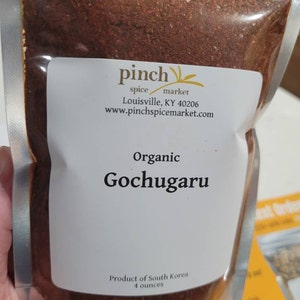 pinch
spice market
Louisville, KY 40206
www.pinchspicemarket.com
Organic
Gochugaru
Product of South Korea
4 ounces